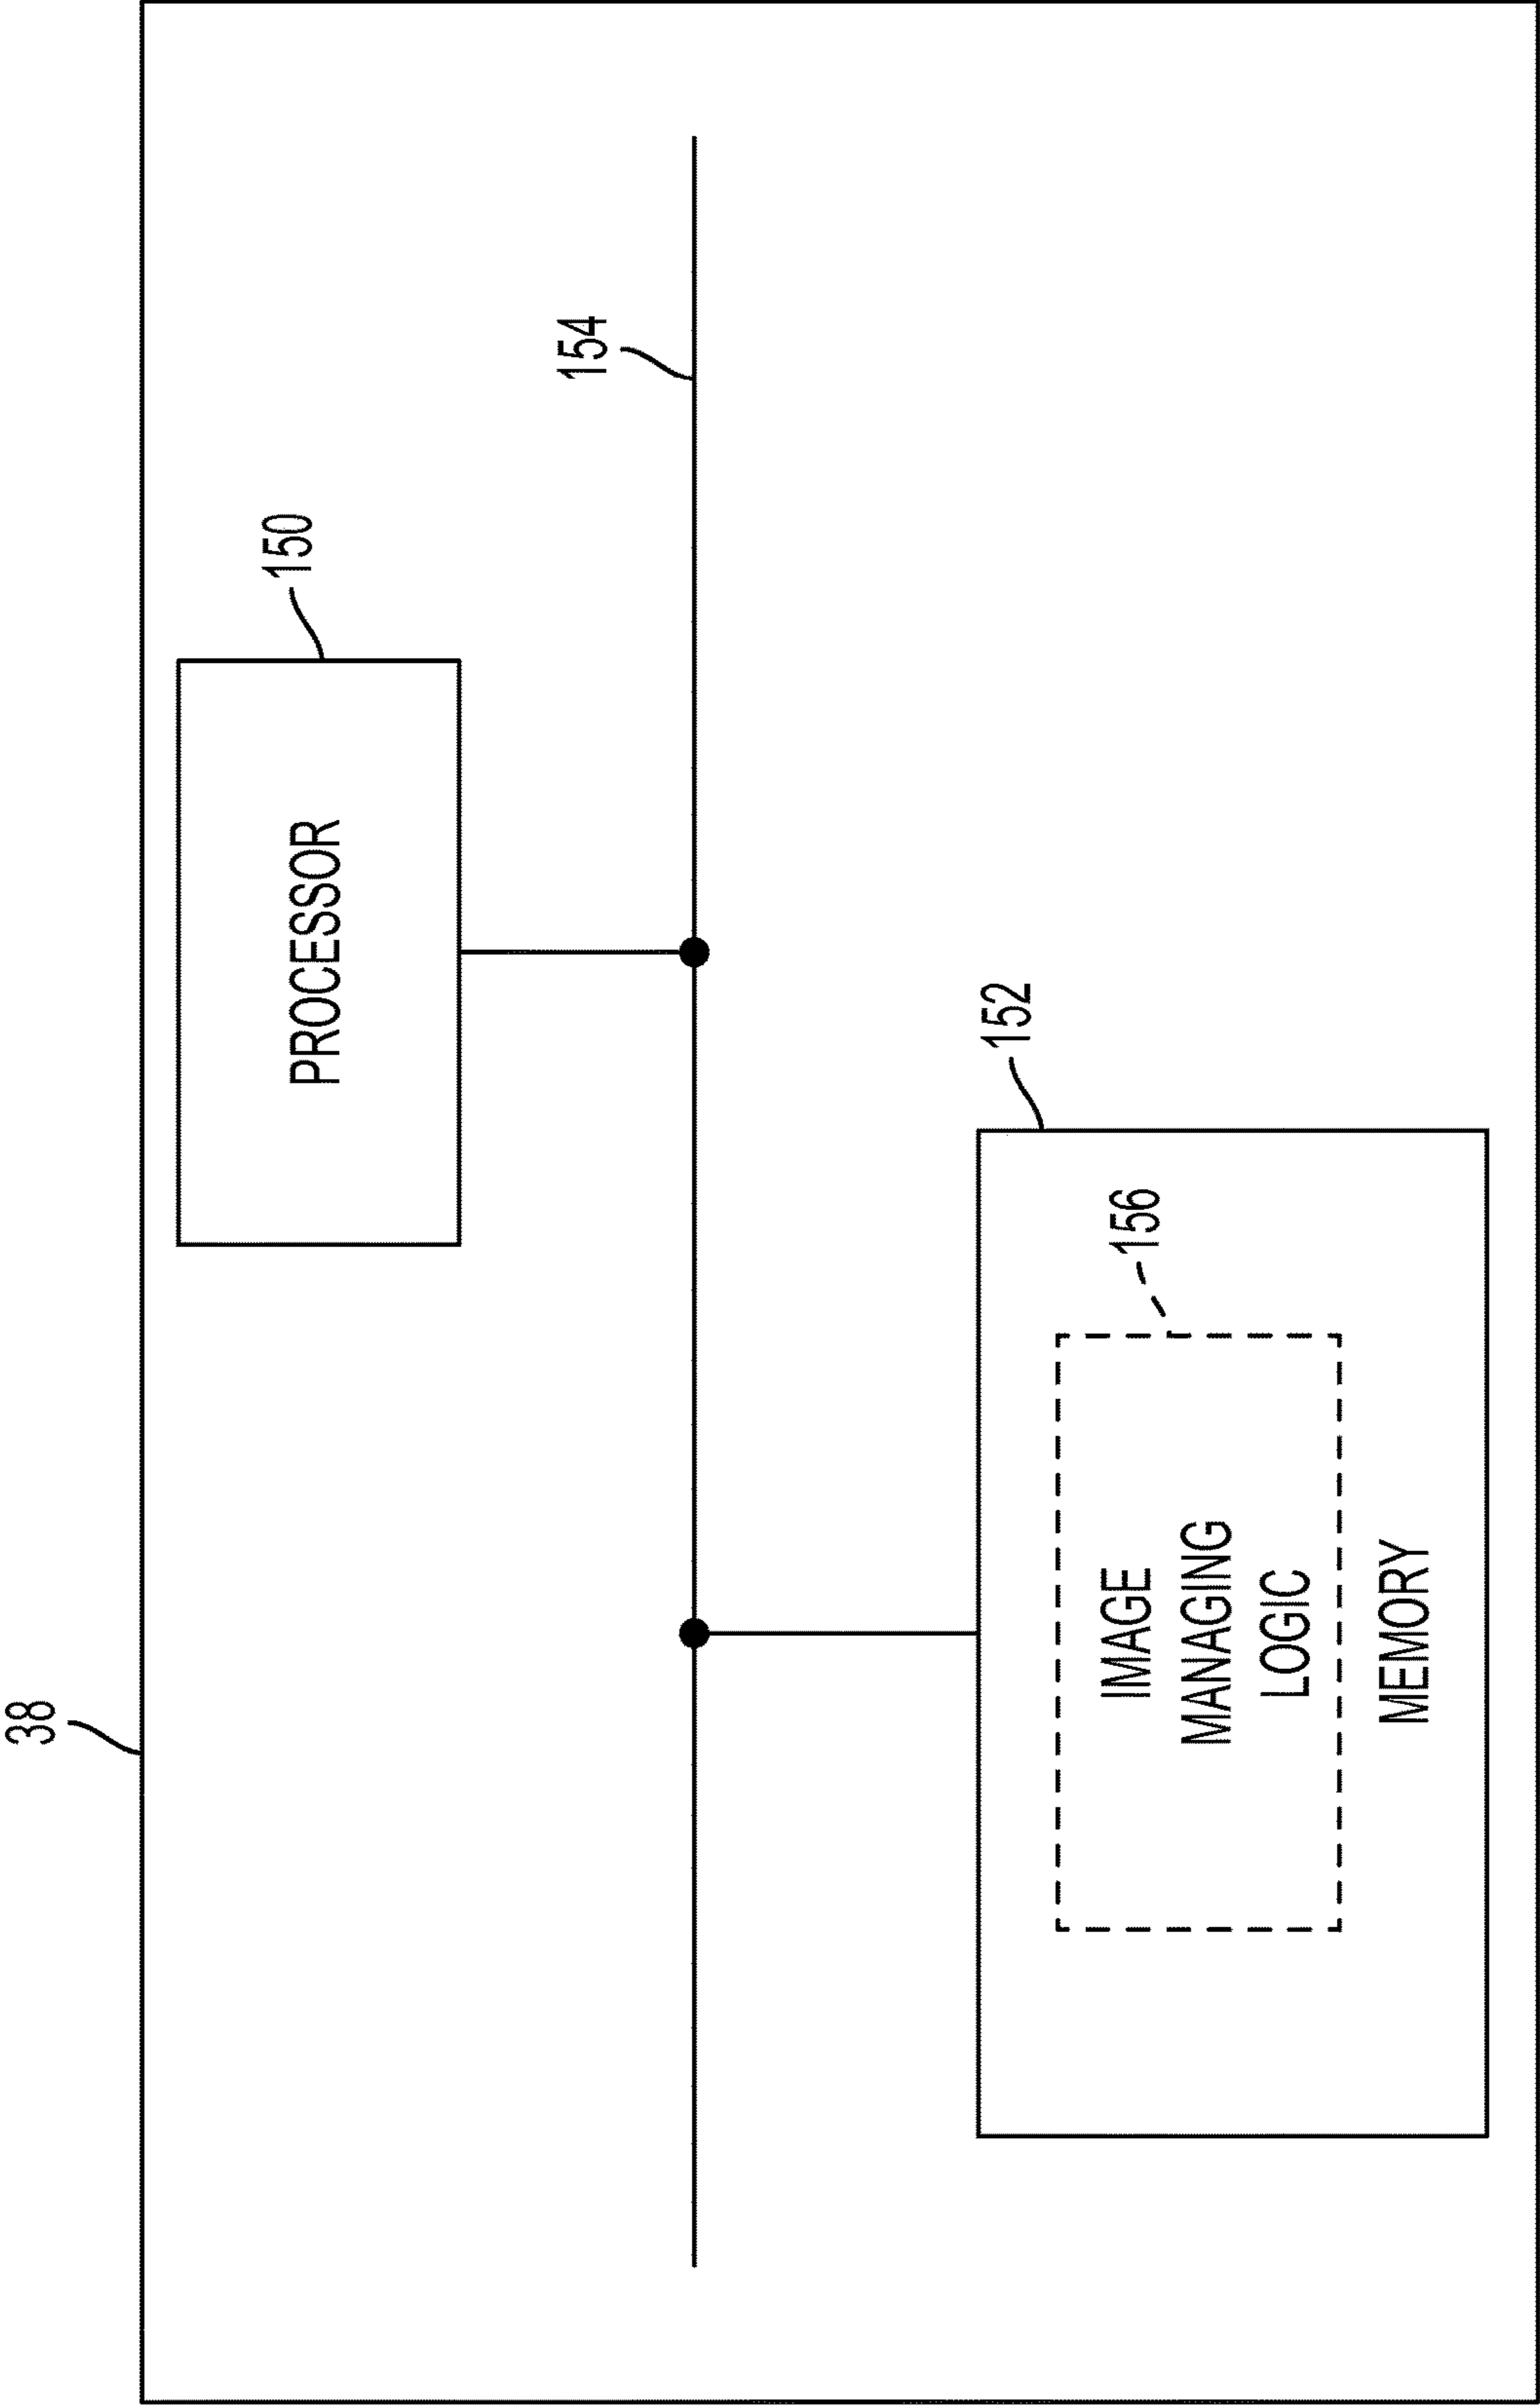 38
PROCESSOR
150
154
152
156
IMAGE
MANAGING
LOGIC
MEMORY